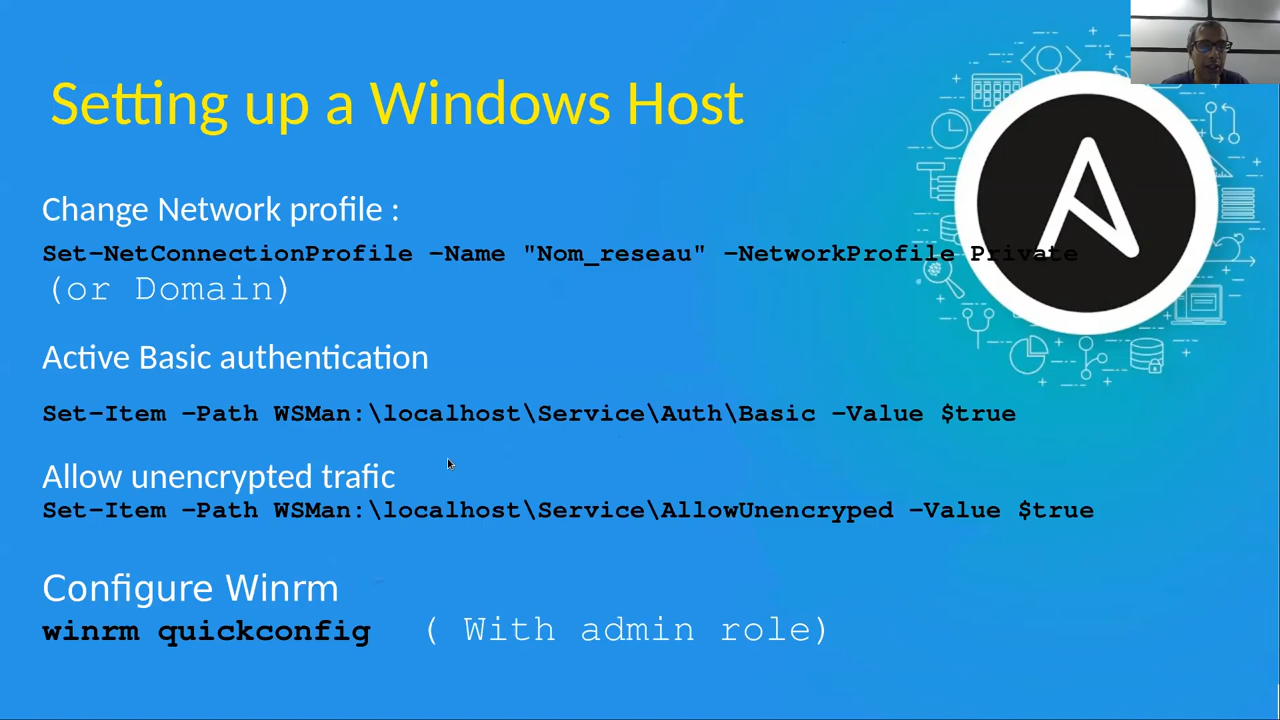 Setting up a Windows Host
Change Network profile :
Set-NetConnectionProfile -Name "Nom_reseau" -NetworkProfile Private
(or Domain)
Active Basic authentication
Set-Item -Path WSMan:\localhost\Service\Auth\Basic -Value $true
Allow unencrypted trafic
Set-Item -Path WSMan:\localhost\Service\AllowUnencryped -Value $true
Configure Winrm
winrm quickconfig ( With admin role)